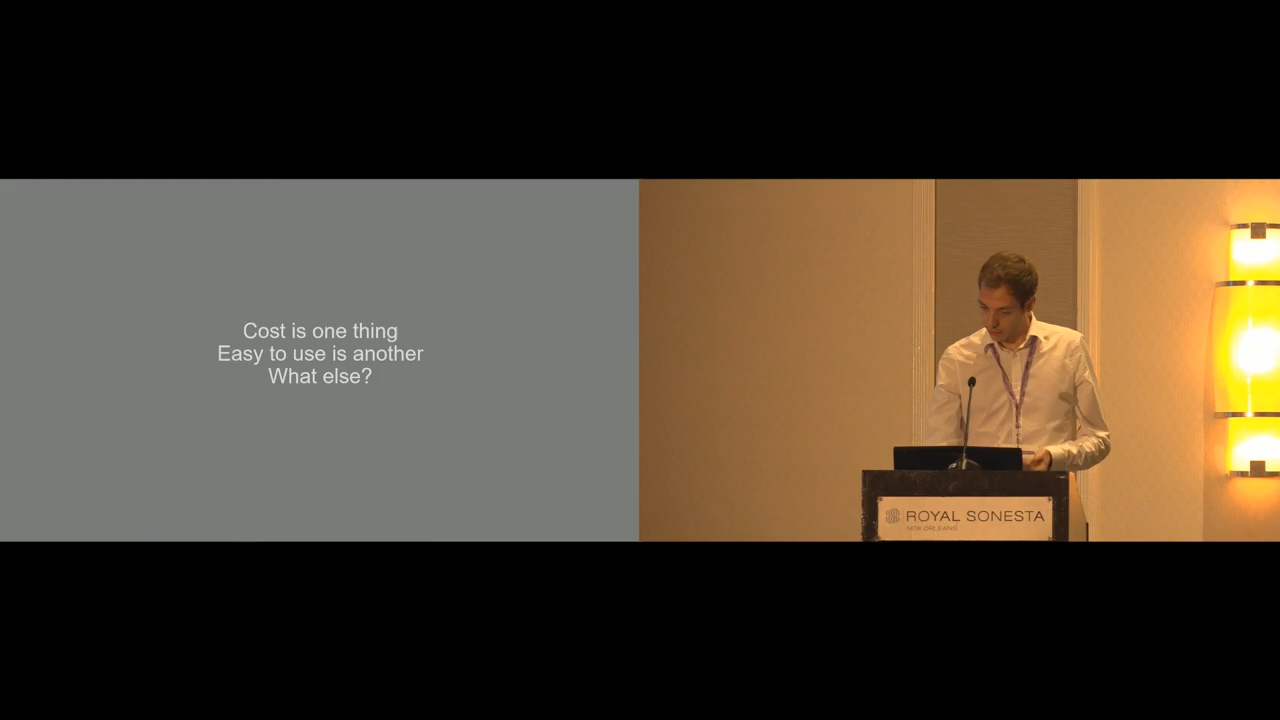 Cost is one thing
Easy to use is another
What else?
ROYAL SONESTA
NEW ORLEANS